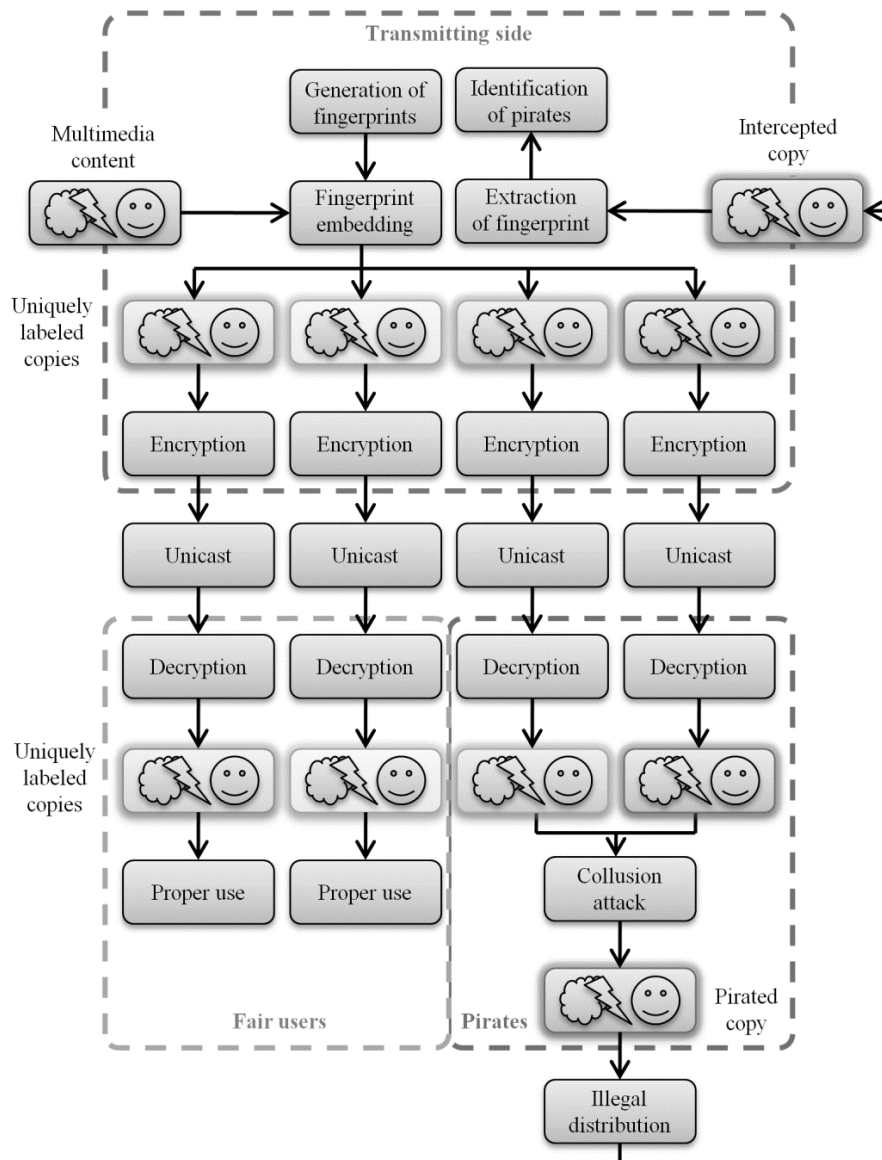 Transmitting side
Generation of
fingerprints
Identification
of pirates
Multimedia
content
Intercepted
copy
Fingerprint
embedding
Extraction
of fingerprint
Uniquely
labeled
copies
Encryption
Encryption
Encryption
Encryption
Unicast
Unicast
Unicast
Unicast
Decryption
Decryption
Decryption
Decryption
Uniquely
labeled
copies
Proper use
Proper use
Collusion
attack
Pirated
copy
Fair users
Pirates
Illegal
distribution